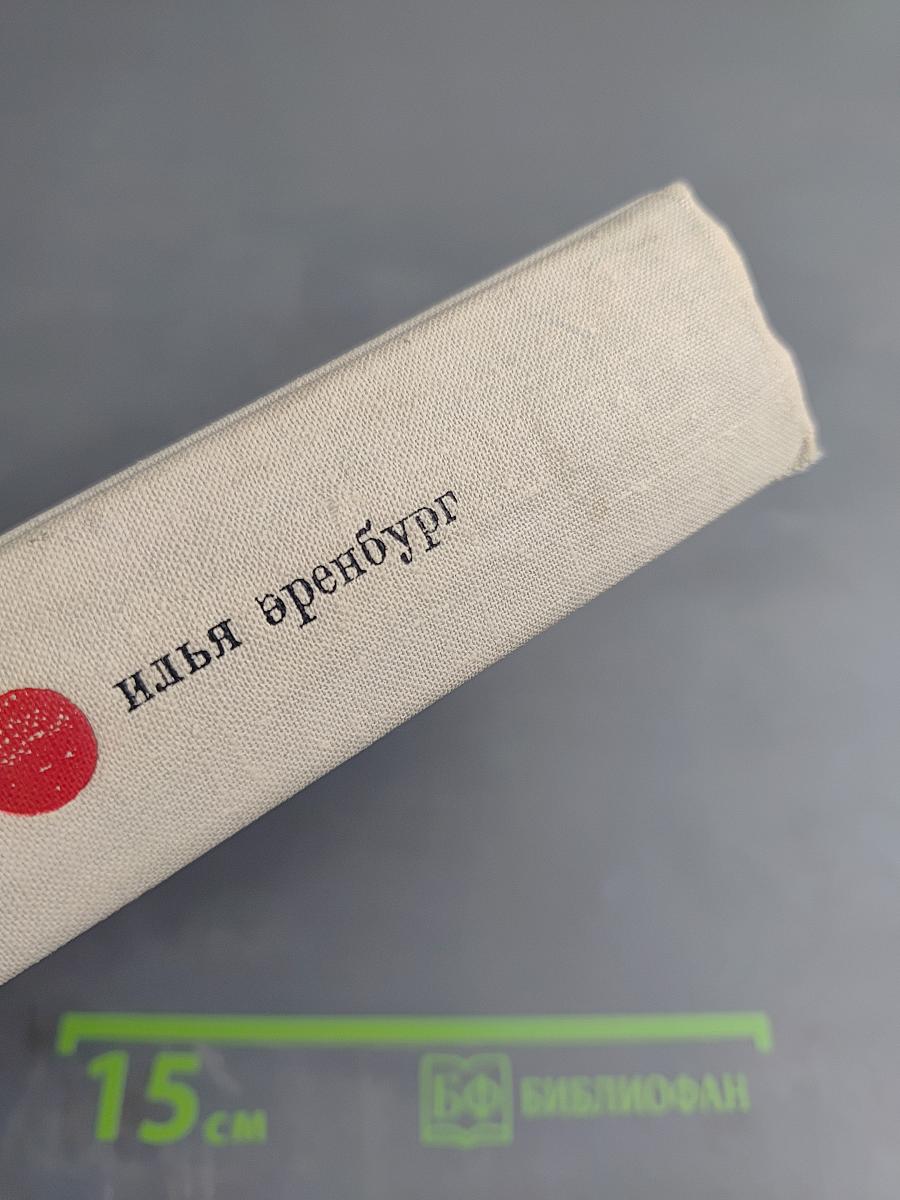 илья эренбург
15 см
БФ БИБЛИОФАН